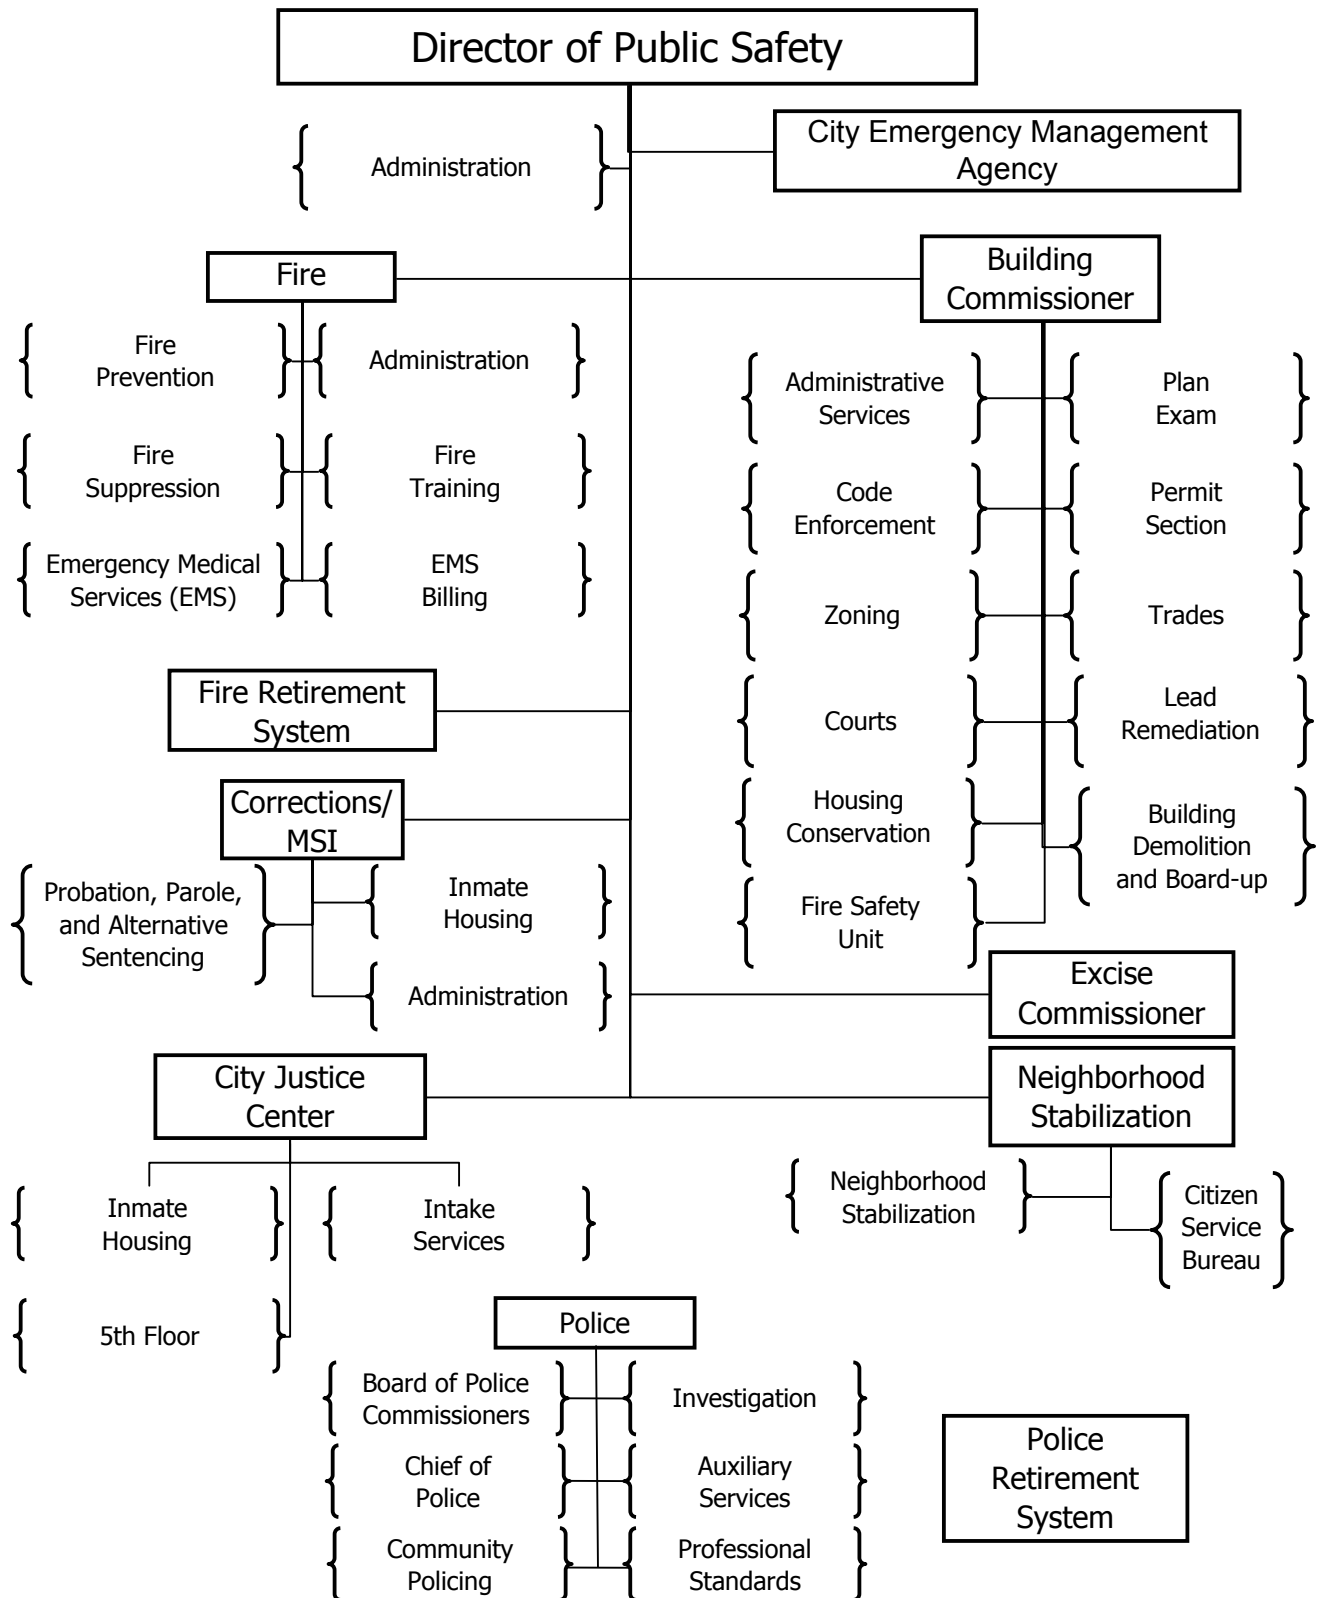 Director of Public Safety
City Emergency Management
Agency
Administration
Fire
Building
Commissioner
Fire
Prevention
Administration
Fire
Suppression
Fire
Training
Emergency Medical
Services (EMS)
EMS
Billing
Administrative
Services
Plan
Exam
Code
Enforcement
Permit
Section
Zoning
Trades
Courts
Lead
Remediation
Housing
Conservation
Building
Demolition
and Board-up
Fire Safety
Unit
Fire Retirement
System
Corrections/
MSI
Probation, Parole,
and Alternative
Sentencing
Inmate
Housing
Administration
Excise
Commissioner
City Justice
Center
Neighborhood
Stabilization
Inmate
Housing
Intake
Services
5th Floor
Neighborhood
Stabilization
Citizen
Service
Bureau
Police
Board of Police
Commissioners
Investigation
Chief of
Police
Auxiliary
Services
Community
Policing
Professional
Standards
Police
Retirement
System